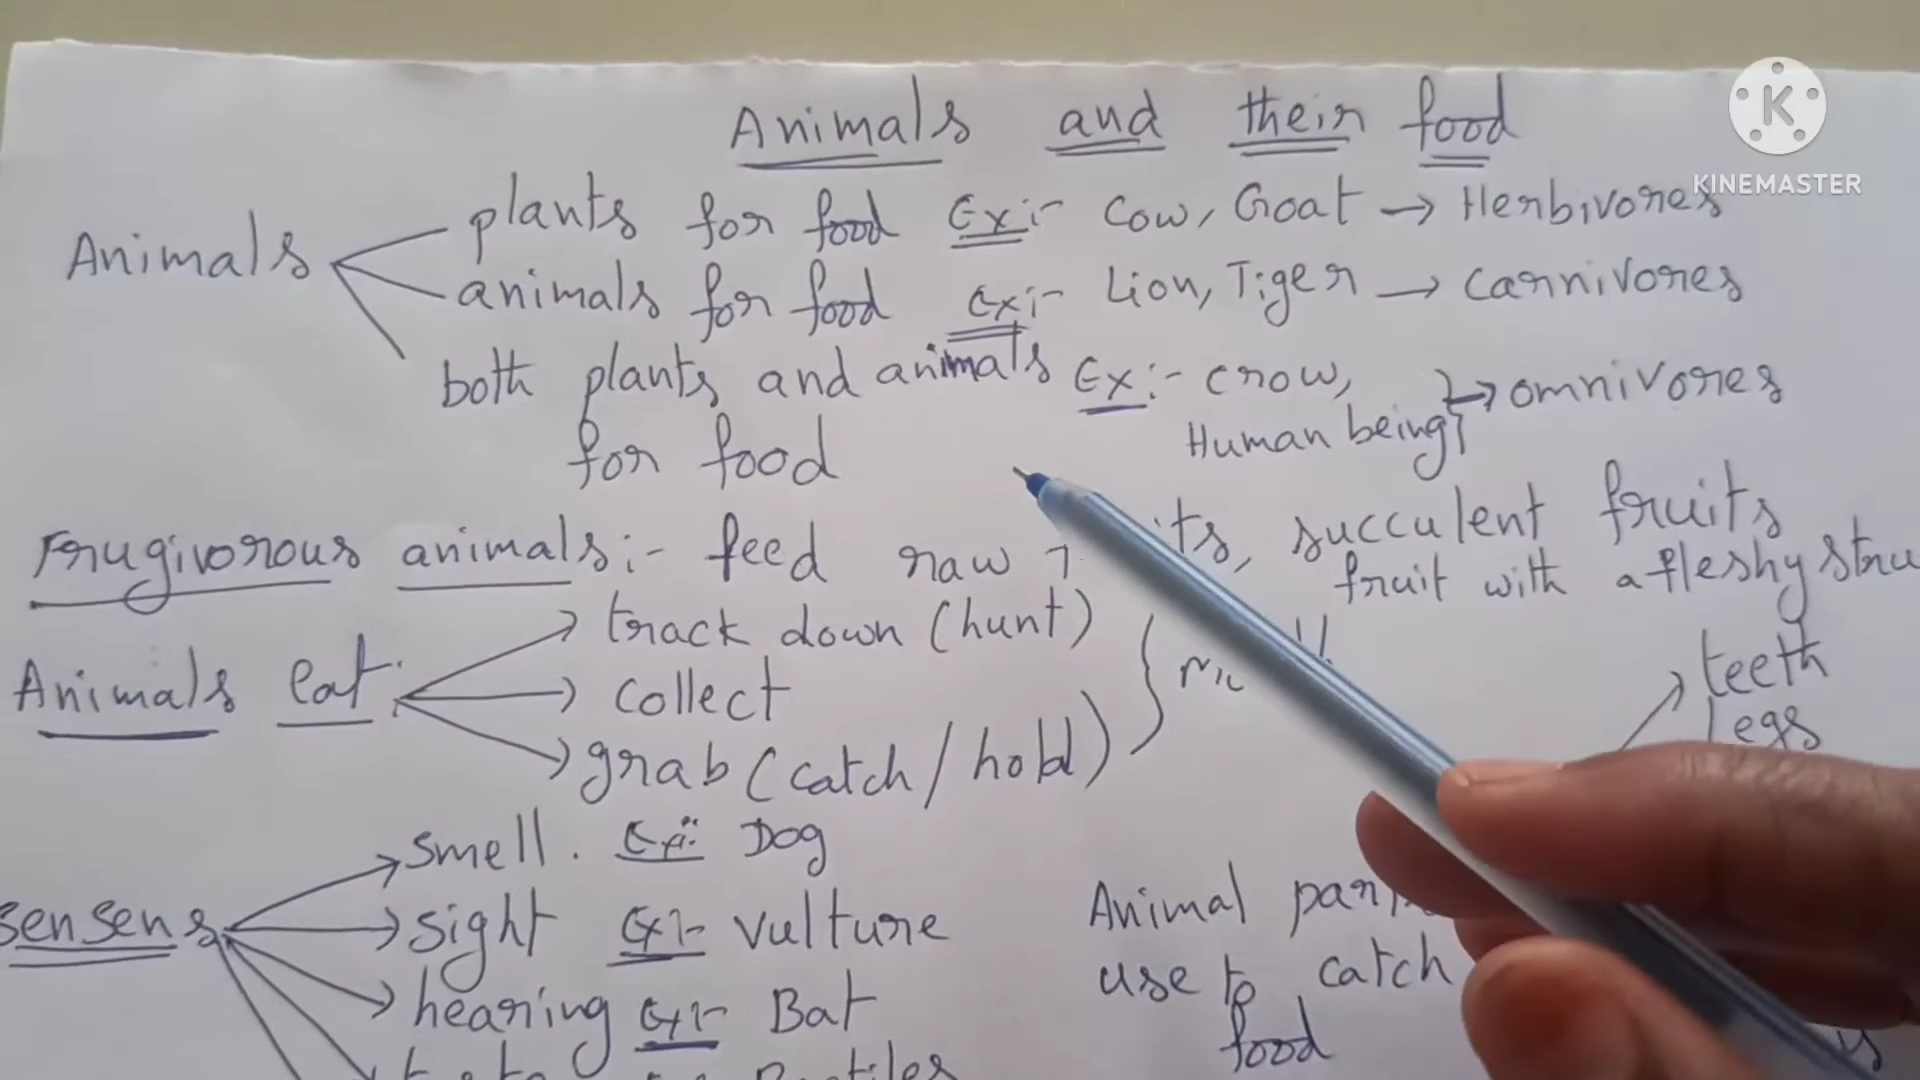 Animals and their food
KINEMASTER
Animals
plants for food Ex:- Cow, Goat → Herbivores
animals for food Ex:- Lion, Tiger → Carnivores
both plants and animals Ex:- crow,
for food
Human being } → omnivores
Frugivorous animals:- feed raw
succulent fruits
fruit with a fleshy
Animals eat
track down (hunt)
collect
grab (catch/hold)
teeth
legs
Sensens
smell. Ex: Dog
sight Ex:- vulture
hearing Ex:- Bat
Animal
use to catch
food